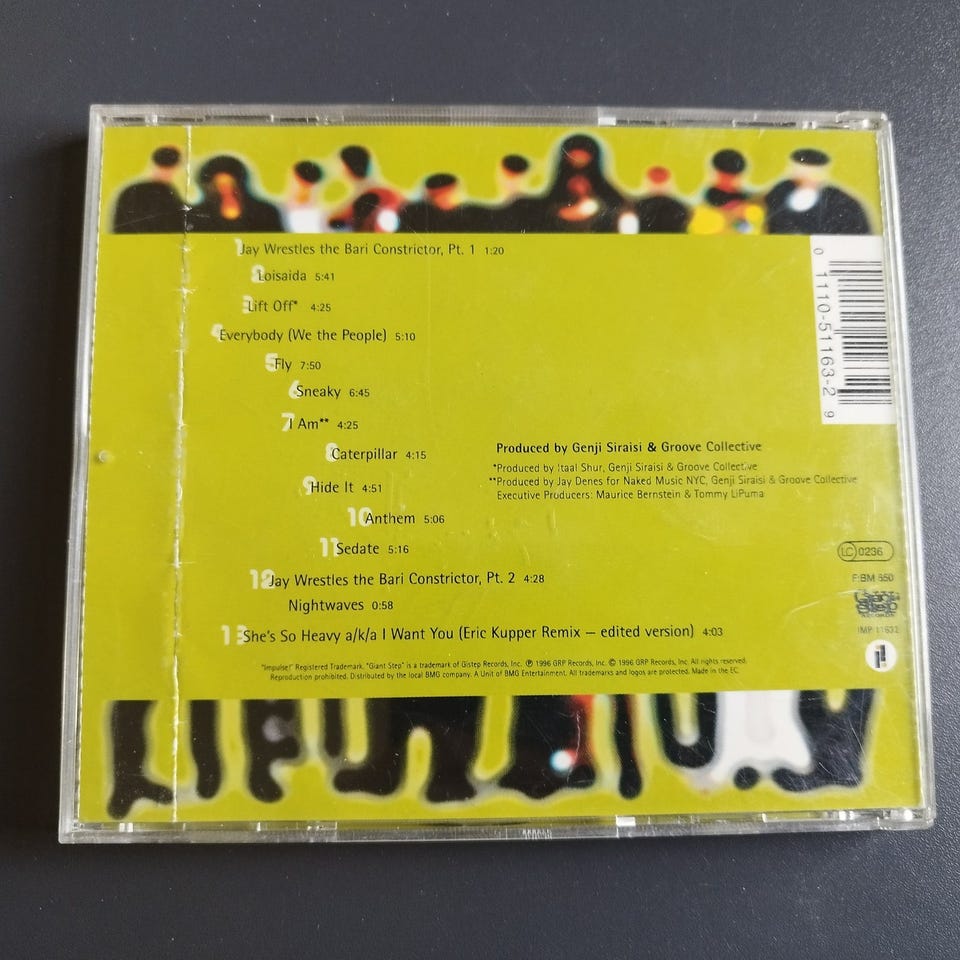 1 Jay Wrestles the Bari Constrictor, Pt. 1 1:20
2 Loisaida 5:41
3 Lift Off* 4:25
4 Everybody (We the People) 5:10
5 Fly 7:50
6 Sneaky 6:45
7 I Am** 4:25
8 Caterpillar 4:15
9 Hide It 4:51
10 Anthem 5:06
11 Sedate 5:16
12 Jay Wrestles the Bari Constrictor, Pt. 2 4:28
Nightwaves 0:58
13 She's So Heavy a/k/a I Want You (Eric Kupper Remix – edited version) 4:03
Produced by Genji Siraisi & Groove Collective
*Produced by Itaal Shur, Genji Siraisi & Groove Collective
**Produced by Jay Denes for Naked Music NYC, Genji Siraisi & Groove Collective
Executive Producers: Maurice Bernstein & Tommy LiPuma
0 1110-51163-2 9
LC 0236
F:BM 650
Giant Step
RECORDS
IMP 11632
"Impulse!" Registered Trademark. "Giant Step" is a trademark of Gistep Records, Inc. ℗ 1996 GRP Records, Inc. © 1996 GRP Records, Inc. All rights reserved.
Reproduction prohibited. Distributed by the local BMG company. A Unit of BMG Entertainment. All trademarks and logos are protected. Made in the EC.